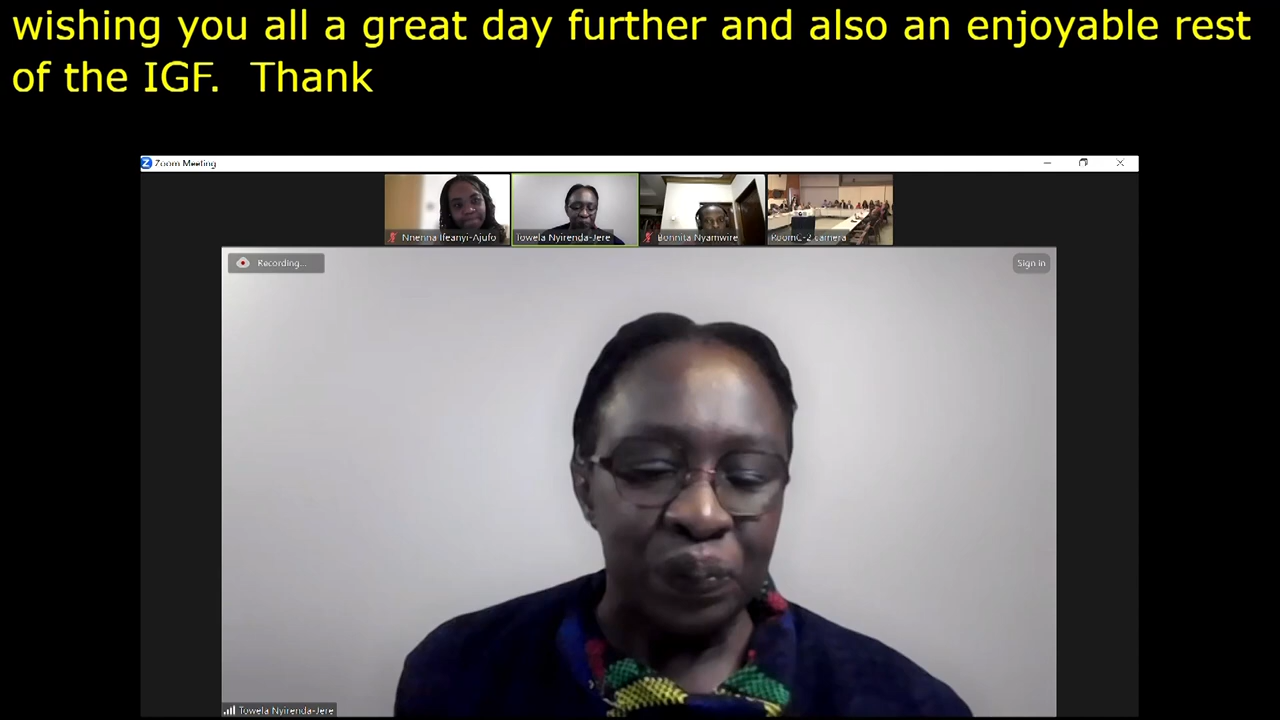 wishing you all a great day further and also an enjoyable rest
of the IGF.  Thank
Zoom Meeting
Nnenna Ifeanyi-Ajufo
Towela Nyirenda-Jere
Bonnita Nyamwire
RoomC-2 camera
Recording...
Sign in
Towela Nyirenda-Jere